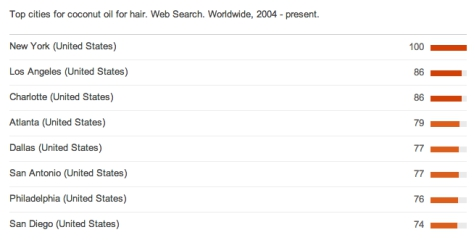 Top cities for coconut oil for hair. Web Search. Worldwide, 2004 - present.
New York (United States) 100
Los Angeles (United States) 86
Charlotte (United States) 86
Atlanta (United States) 79
Dallas (United States) 77
San Antonio (United States) 77
Philadelphia (United States) 76
San Diego (United States) 74